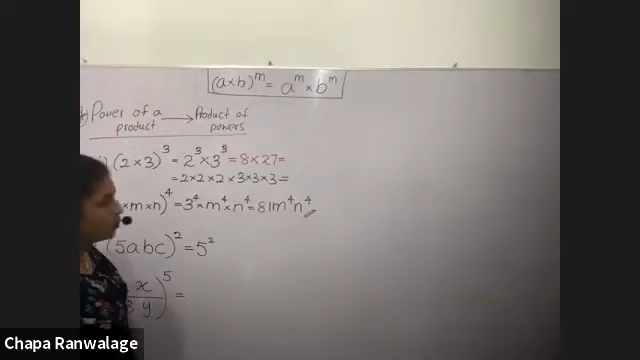 (a×b)^m = a^m × b^m
Power of a product → Product of powers
(2×3)^3 = 2^3 × 3^3 = 8 × 27 =
= 2×2×2×3×3×3 =
×m×n)^4 = 3^4 × m^4 × n^4 = 81m^4n^4
(5abc)^2 = 5^2
x
y )^5 =
Chapa Ranwalage